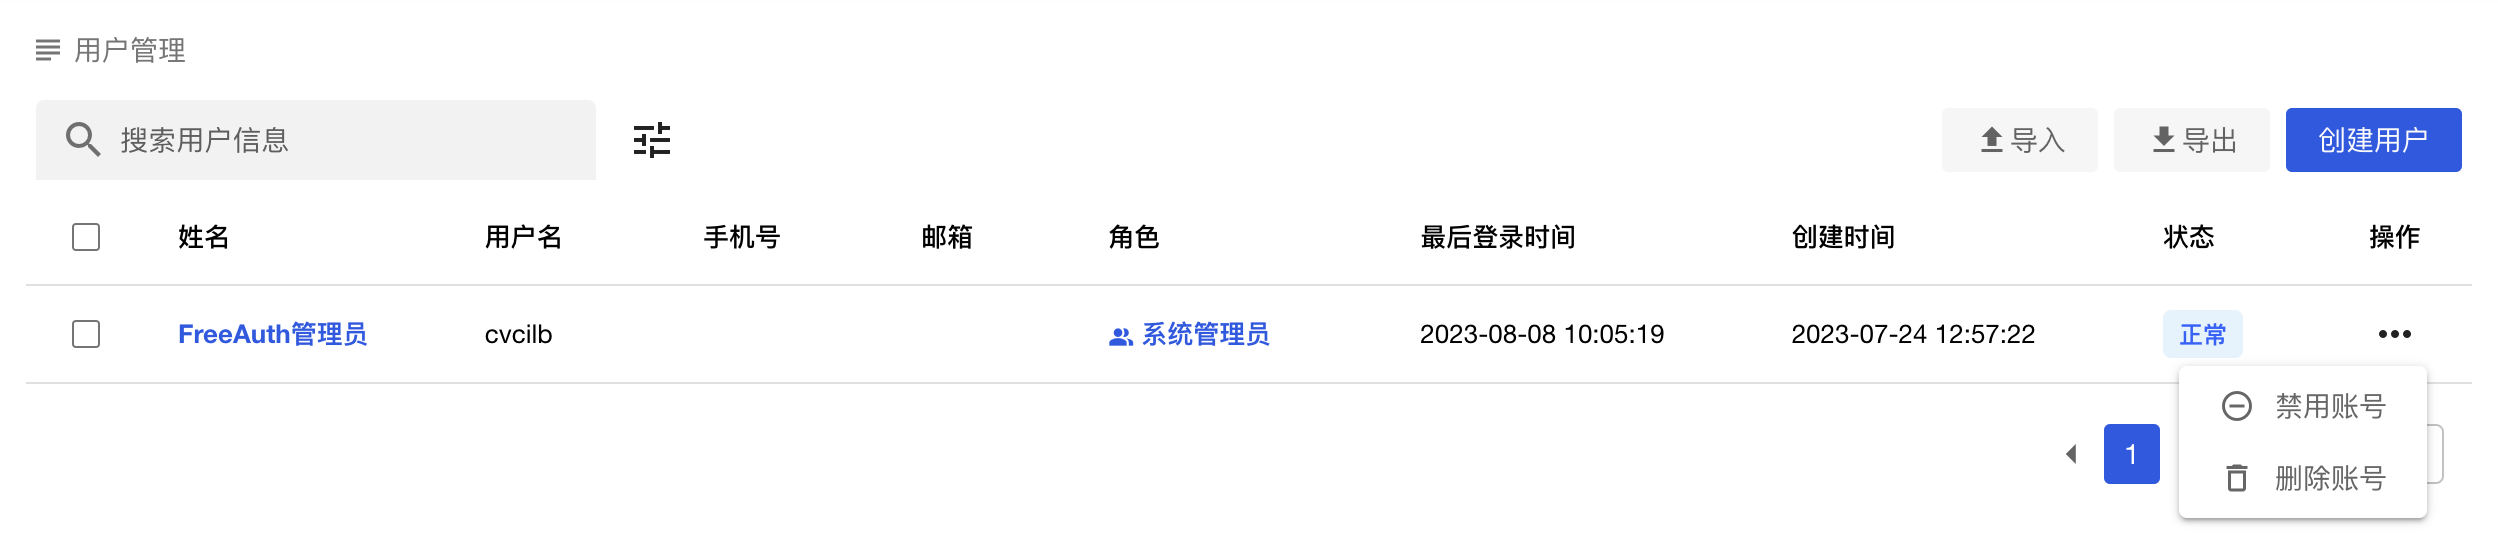 用户管理
搜索用户信息 导入 导出 创建用户
姓名 用户名 手机号 邮箱 角色 最后登录时间 创建时间 状态 操作
FreeAuth管理员 cvcilb 系统管理员 2023-08-08 10:05:19 2023-07-24 12:57:22 正常
禁用账号
1
删除账号